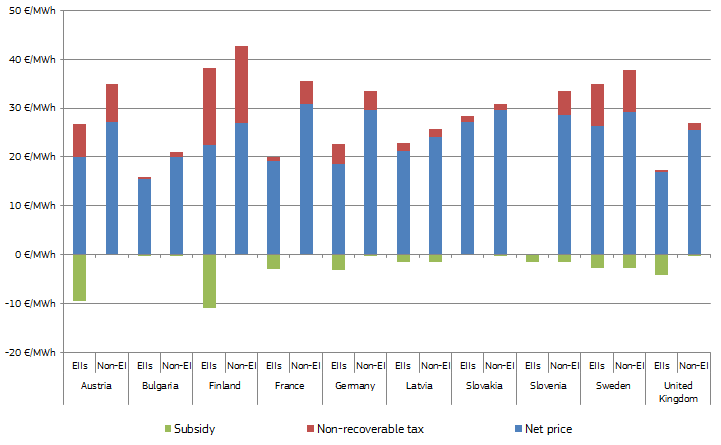 50 €/MWh
40 €/MWh
30 €/MWh
20 €/MWh
10 €/MWh
0 €/MWh
-10 €/MWh
-20 €/MWh
EIIs Non-EI EIIs Non-EI EIIs Non-EI EIIs Non-EI EIIs Non-EI EIIs Non-EI EIIs Non-EI EIIs Non-EI EIIs Non-EI EIIs Non-EI
Austria Bulgaria Finland France Germany Latvia Slovakia Slovenia Sweden United
Kingdom
Subsidy Non-recoverable tax Net price